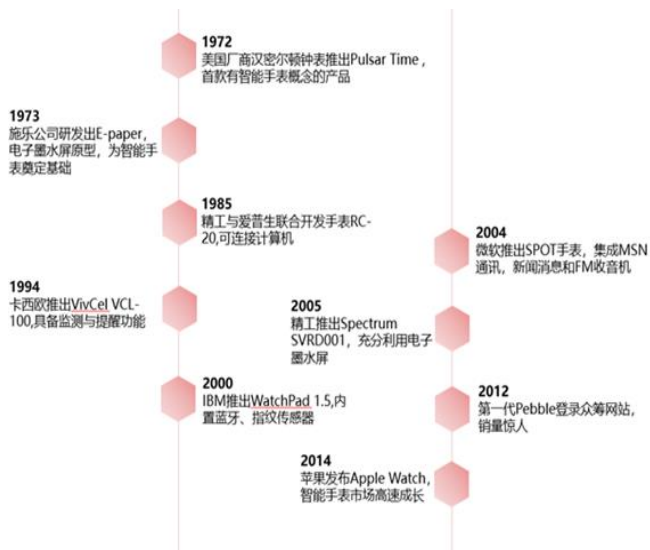 1972
美国厂商汉密尔顿钟表推出Pulsar Time，
首款有智能手表概念的产品
1973
施乐公司研发出E-paper，
电子墨水屏原型，为智能手
表奠定基础
1985
精工与爱普生联合开发手表RC-
20,可连接计算机
1994
卡西欧推出VivCel VCL-
100,具备监测与提醒功能
2000
IBM推出WatchPad 1.5,内
置蓝牙、指纹传感器
2004
微软推出SPOT手表，集成MSN
通讯，新闻消息和FM收音机
2005
精工推出Spectrum
SVRD001，充分利用电子
墨水屏
2012
第一代Pebble登录众筹网站，
销量惊人
2014
苹果发布Apple Watch，
智能手表市场高速成长